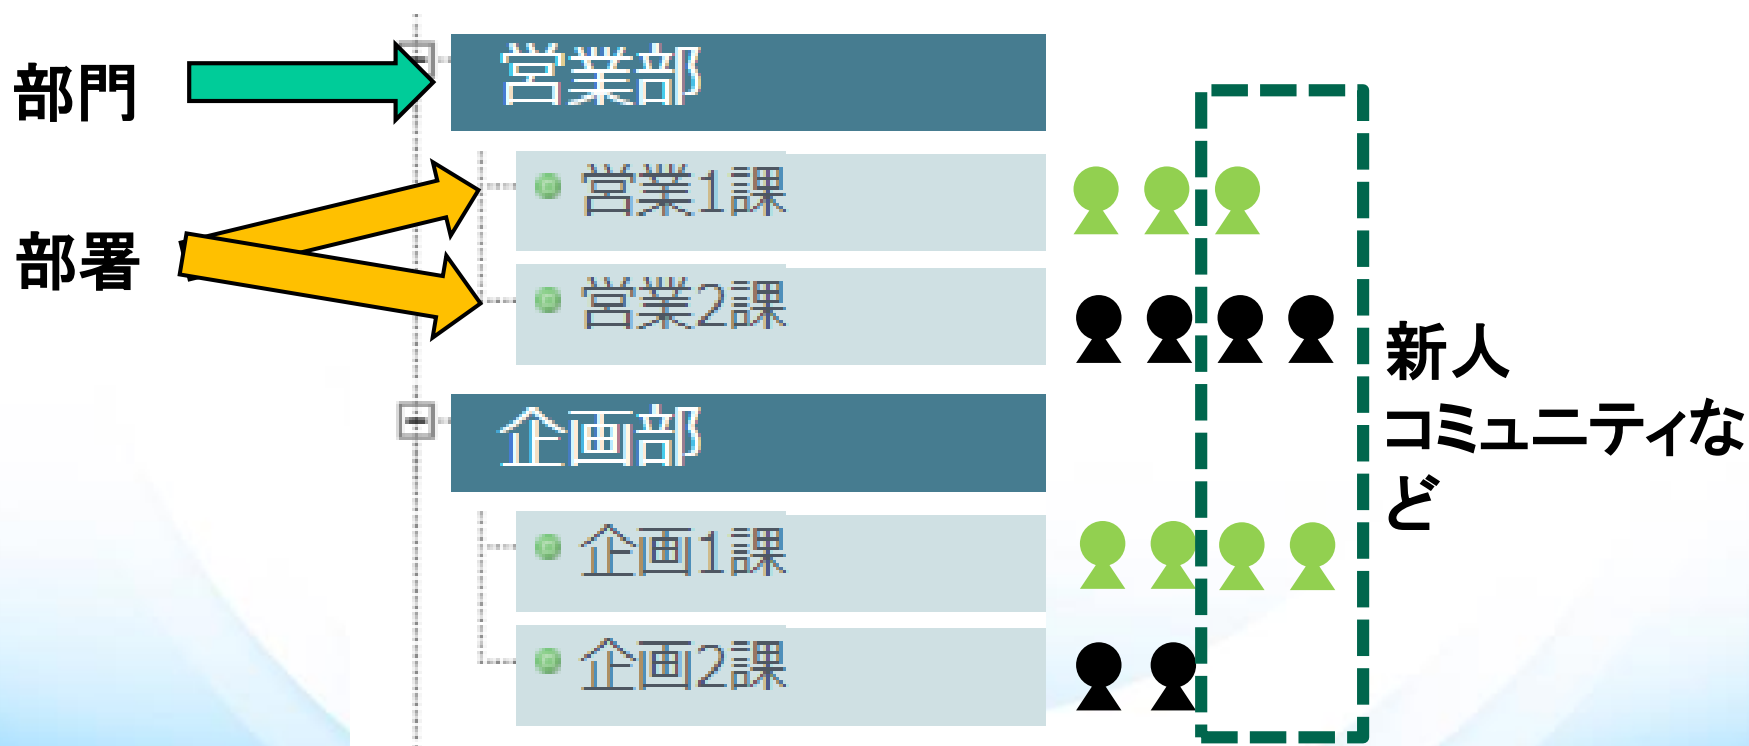 部門
営業部
部署
営業1課
営業2課
企画部
企画1課
企画2課
新人
コミュニティな
ど